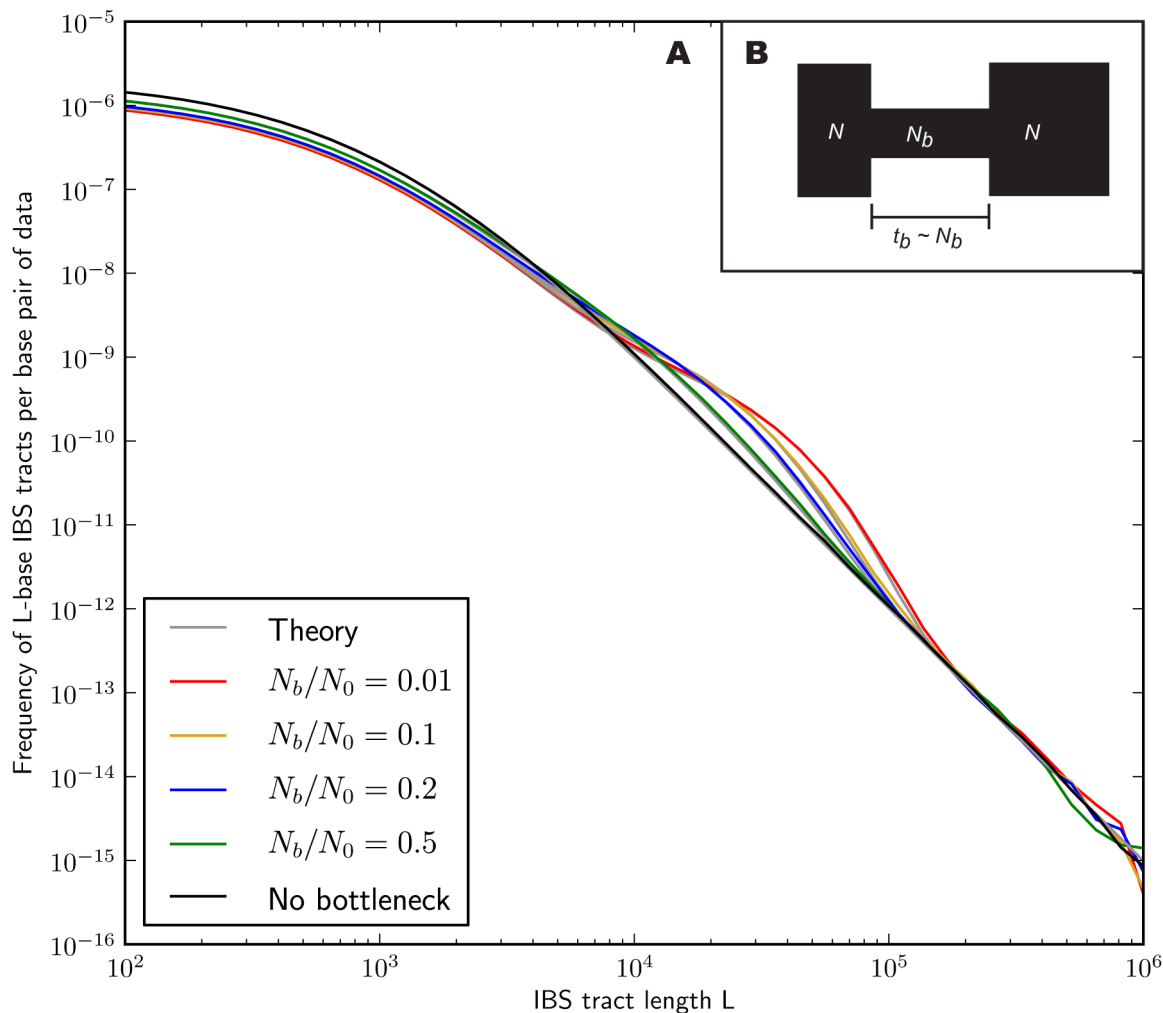 A
B
N
N_b
N
t_b ~ N_b
Frequency of L-base IBS tracts per base pair of data
10^{-5}
10^{-6}
10^{-7}
10^{-8}
10^{-9}
10^{-10}
10^{-11}
10^{-12}
10^{-13}
10^{-14}
10^{-15}
10^{-16}
Theory
N_b/N_0 = 0.01
N_b/N_0 = 0.1
N_b/N_0 = 0.2
N_b/N_0 = 0.5
No bottleneck
10^2
10^3
10^4
10^5
10^6
IBS tract length L